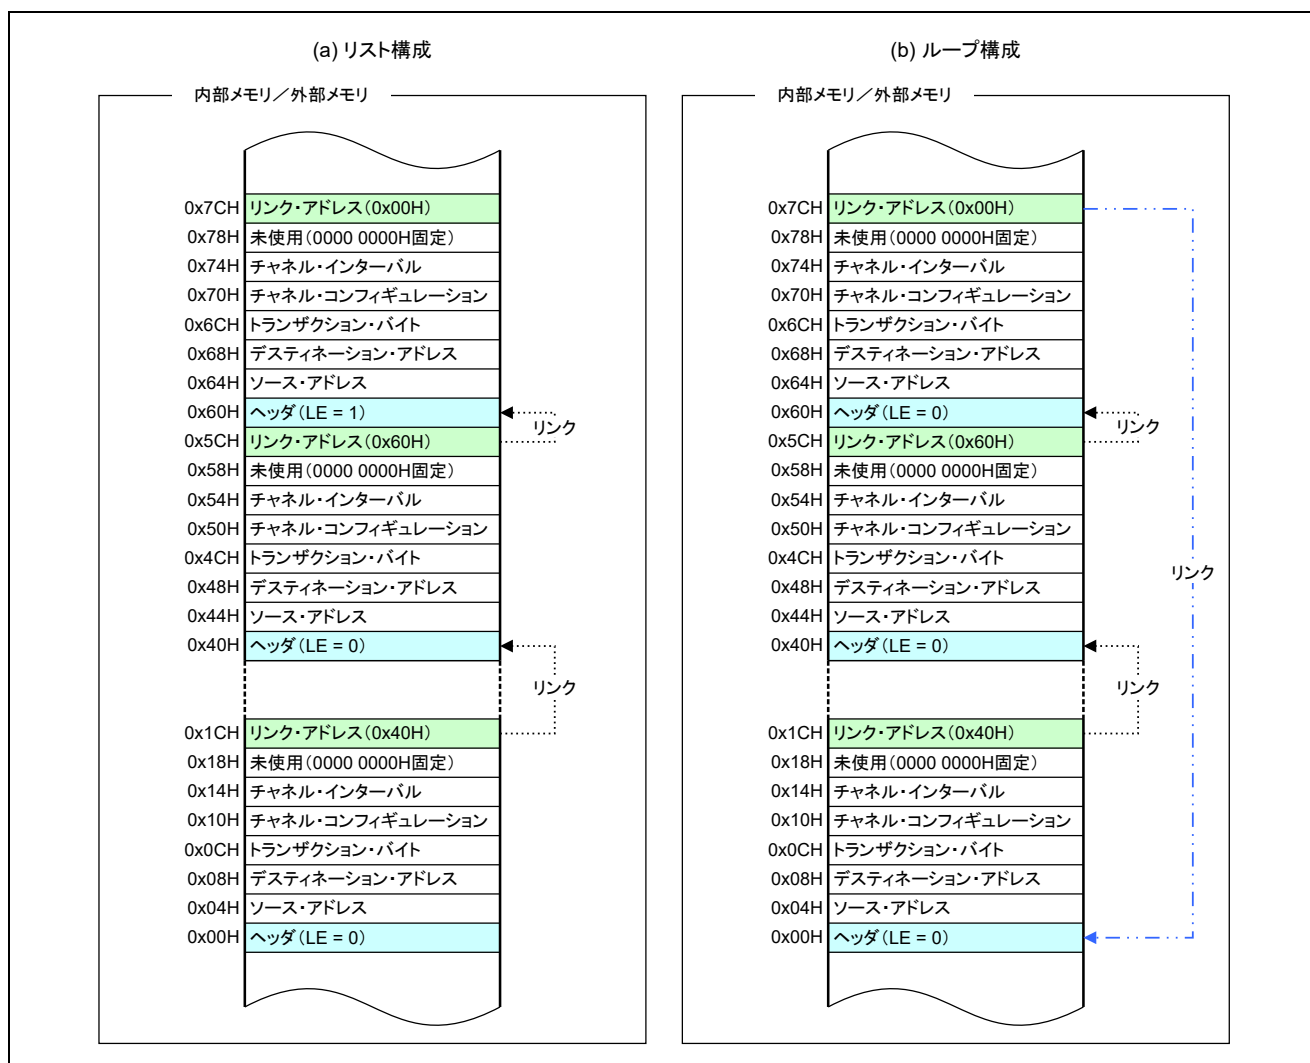 (a) リスト構成
内部メモリ／外部メモリ
0x7CH リンク・アドレス（0x00H）
0x78H 未使用（0000 0000H固定）
0x74H チャネル・インターバル
0x70H チャネル・コンフィギュレーション
0x6CH トランザクション・バイト
0x68H デスティネーション・アドレス
0x64H ソース・アドレス
0x60H ヘッダ（LE = 1）
リンク
0x5CH リンク・アドレス（0x60H）
0x58H 未使用（0000 0000H固定）
0x54H チャネル・インターバル
0x50H チャネル・コンフィギュレーション
0x4CH トランザクション・バイト
0x48H デスティネーション・アドレス
0x44H ソース・アドレス
0x40H ヘッダ（LE = 0）
リンク
0x1CH リンク・アドレス（0x40H）
0x18H 未使用（0000 0000H固定）
0x14H チャネル・インターバル
0x10H チャネル・コンフィギュレーション
0x0CH トランザクション・バイト
0x08H デスティネーション・アドレス
0x04H ソース・アドレス
0x00H ヘッダ（LE = 0）
(b) ループ構成
内部メモリ／外部メモリ
0x7CH リンク・アドレス（0x00H）
0x78H 未使用（0000 0000H固定）
0x74H チャネル・インターバル
0x70H チャネル・コンフィギュレーション
0x6CH トランザクション・バイト
0x68H デスティネーション・アドレス
0x64H ソース・アドレス
0x60H ヘッダ（LE = 0）
リンク
0x5CH リンク・アドレス（0x60H）
0x58H 未使用（0000 0000H固定）
0x54H チャネル・インターバル
0x50H チャネル・コンフィギュレーション
0x4CH トランザクション・バイト
リンク
0x48H デスティネーション・アドレス
0x44H ソース・アドレス
0x40H ヘッダ（LE = 0）
リンク
0x1CH リンク・アドレス（0x40H）
0x18H 未使用（0000 0000H固定）
0x14H チャネル・インターバル
0x10H チャネル・コンフィギュレーション
0x0CH トランザクション・バイト
0x08H デスティネーション・アドレス
0x04H ソース・アドレス
0x00H ヘッダ（LE = 0）